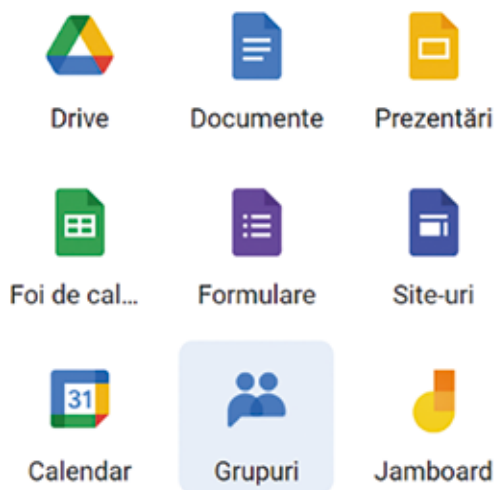 Drive Documente Prezentări
Foi de cal... Formulare Site-uri
31
Calendar Grupuri Jamboard